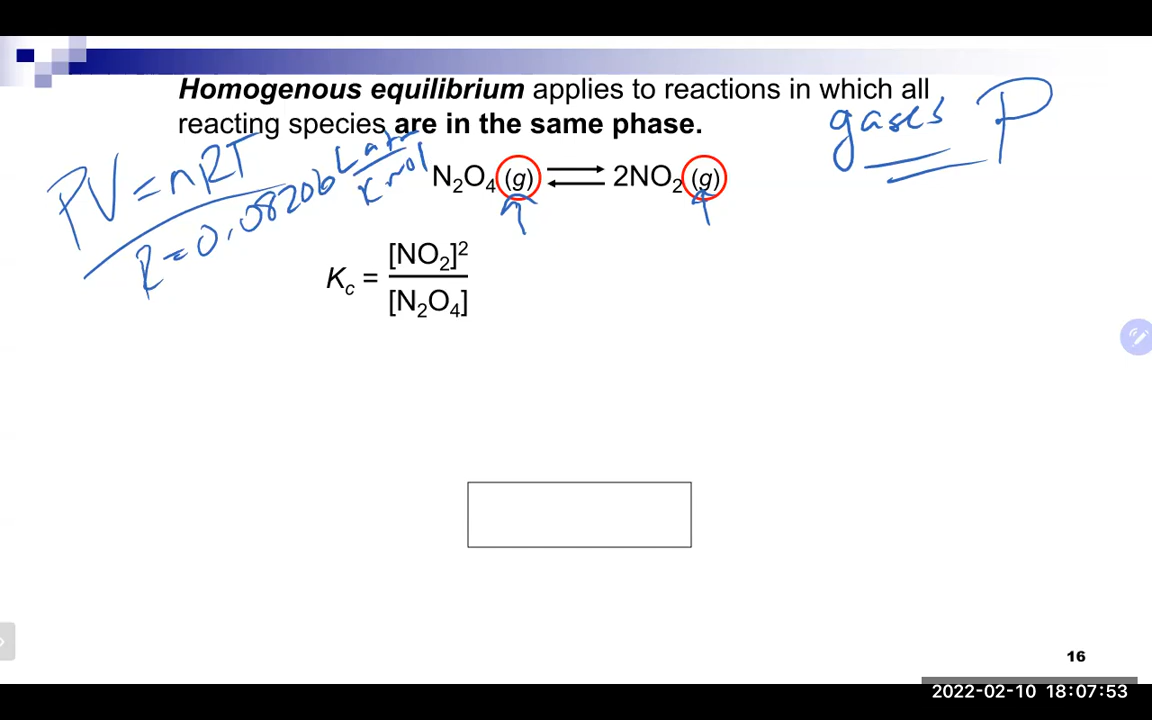 Homogenous equilibrium applies to reactions in which all
reacting species are in the same phase.
gases P
PV = nRT
R = 0.08206 L atm / K mol
N₂O₄ (g) ⇌ 2NO₂ (g)
K_c = [NO₂]² / [N₂O₄]
16
2022-02-10 18:07:53